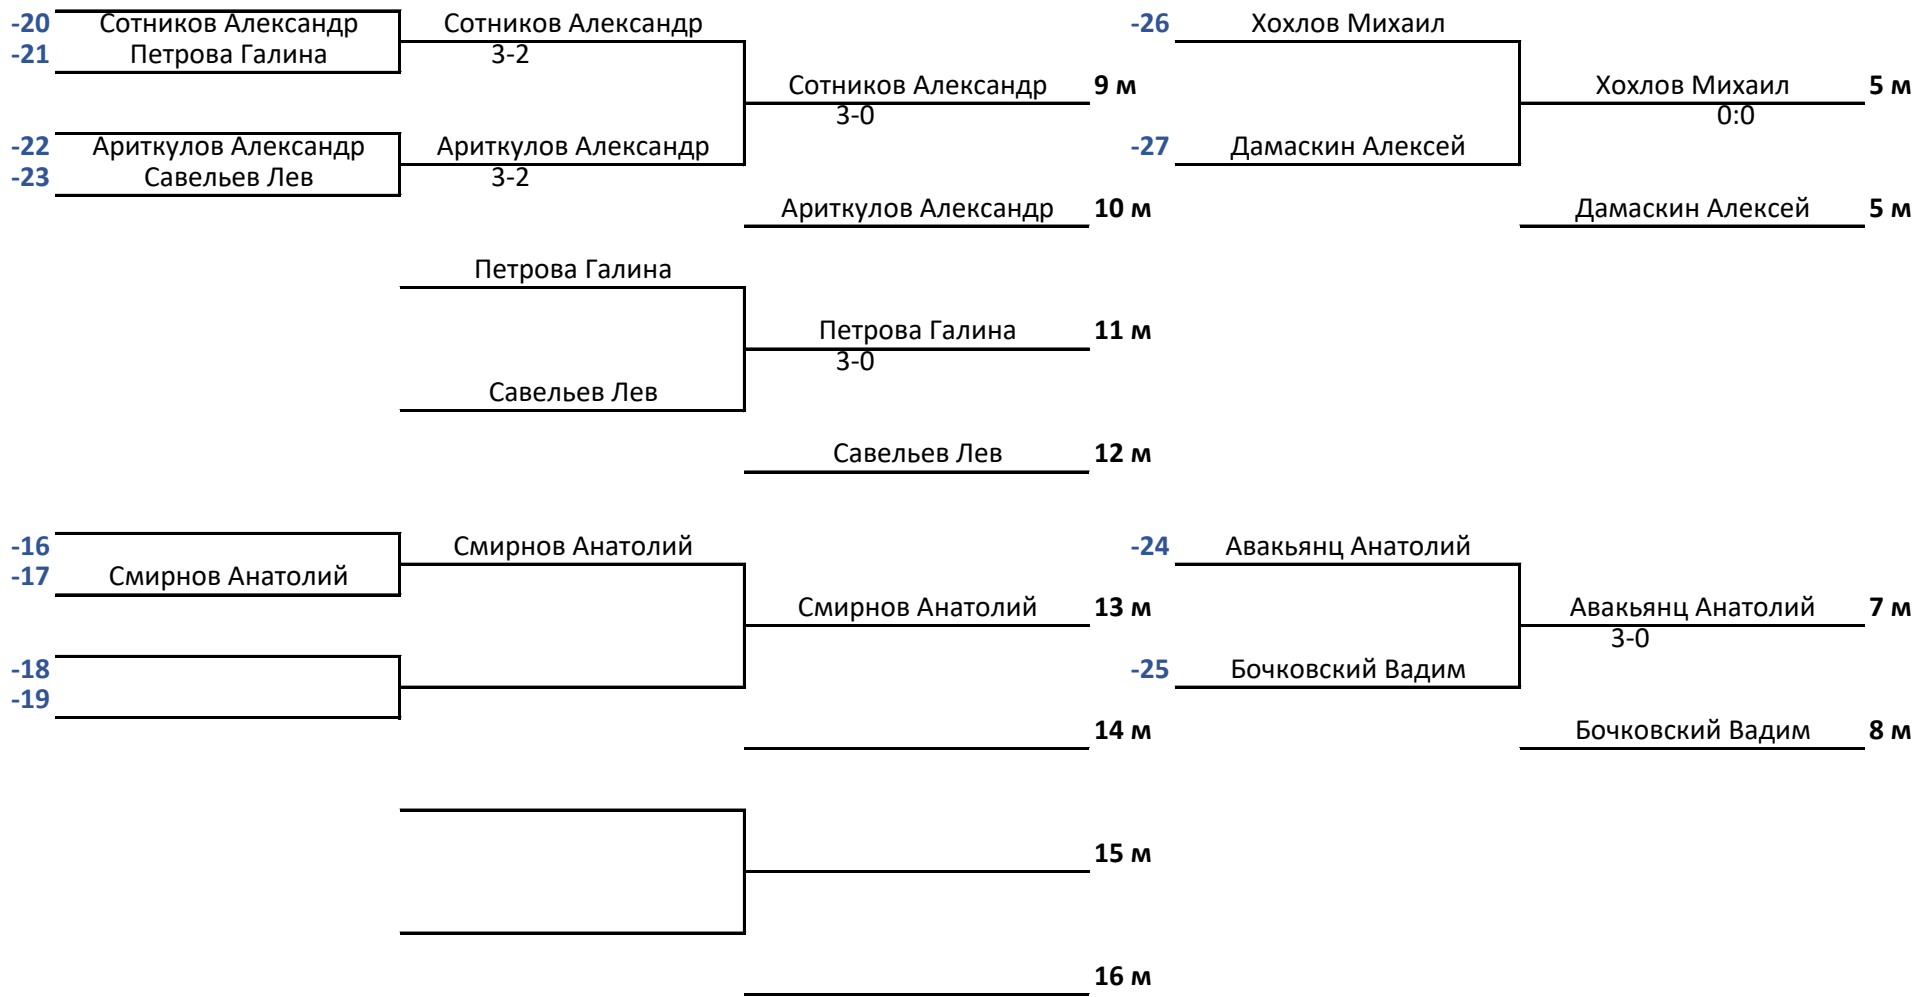 -20 Сотников Александр Сотников Александр -26 Хохлов Михаил
-21 Петрова Галина 3-2
Сотников Александр 9 м Хохлов Михаил 5 м
3-0 0:0
-22 Ариткулов Александр Ариткулов Александр -27 Дамаскин Алексей
-23 Савельев Лев 3-2
Ариткулов Александр 10 м Дамаскин Алексей 5 м
Петрова Галина
Петрова Галина 11 м
3-0
Савельев Лев
Савельев Лев 12 м
-16 Смирнов Анатолий -24 Авакьянц Анатолий
-17 Смирнов Анатолий
Смирнов Анатолий 13 м Авакьянц Анатолий 7 м
3-0
-18 -25 Бочковский Вадим
-19
14 м Бочковский Вадим 8 м
15 м
16 м